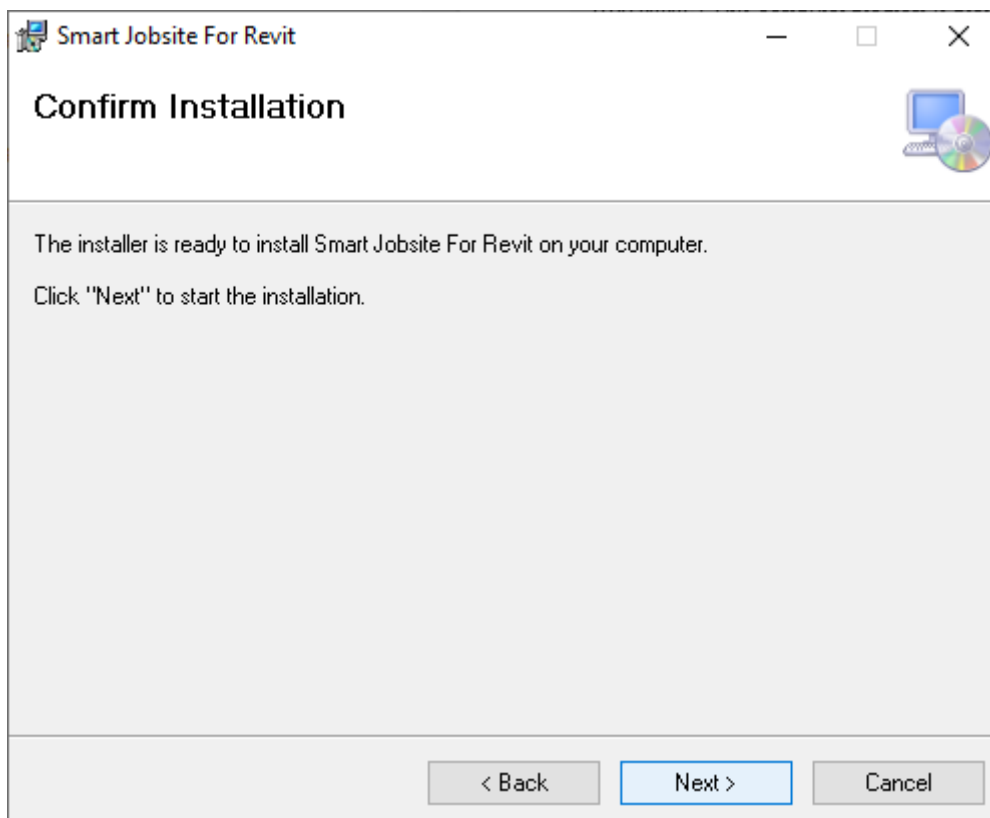 Smart Jobsite For Revit
Confirm Installation
The installer is ready to install Smart Jobsite For Revit on your computer.
Click "Next" to start the installation.
< Back
Next >
Cancel